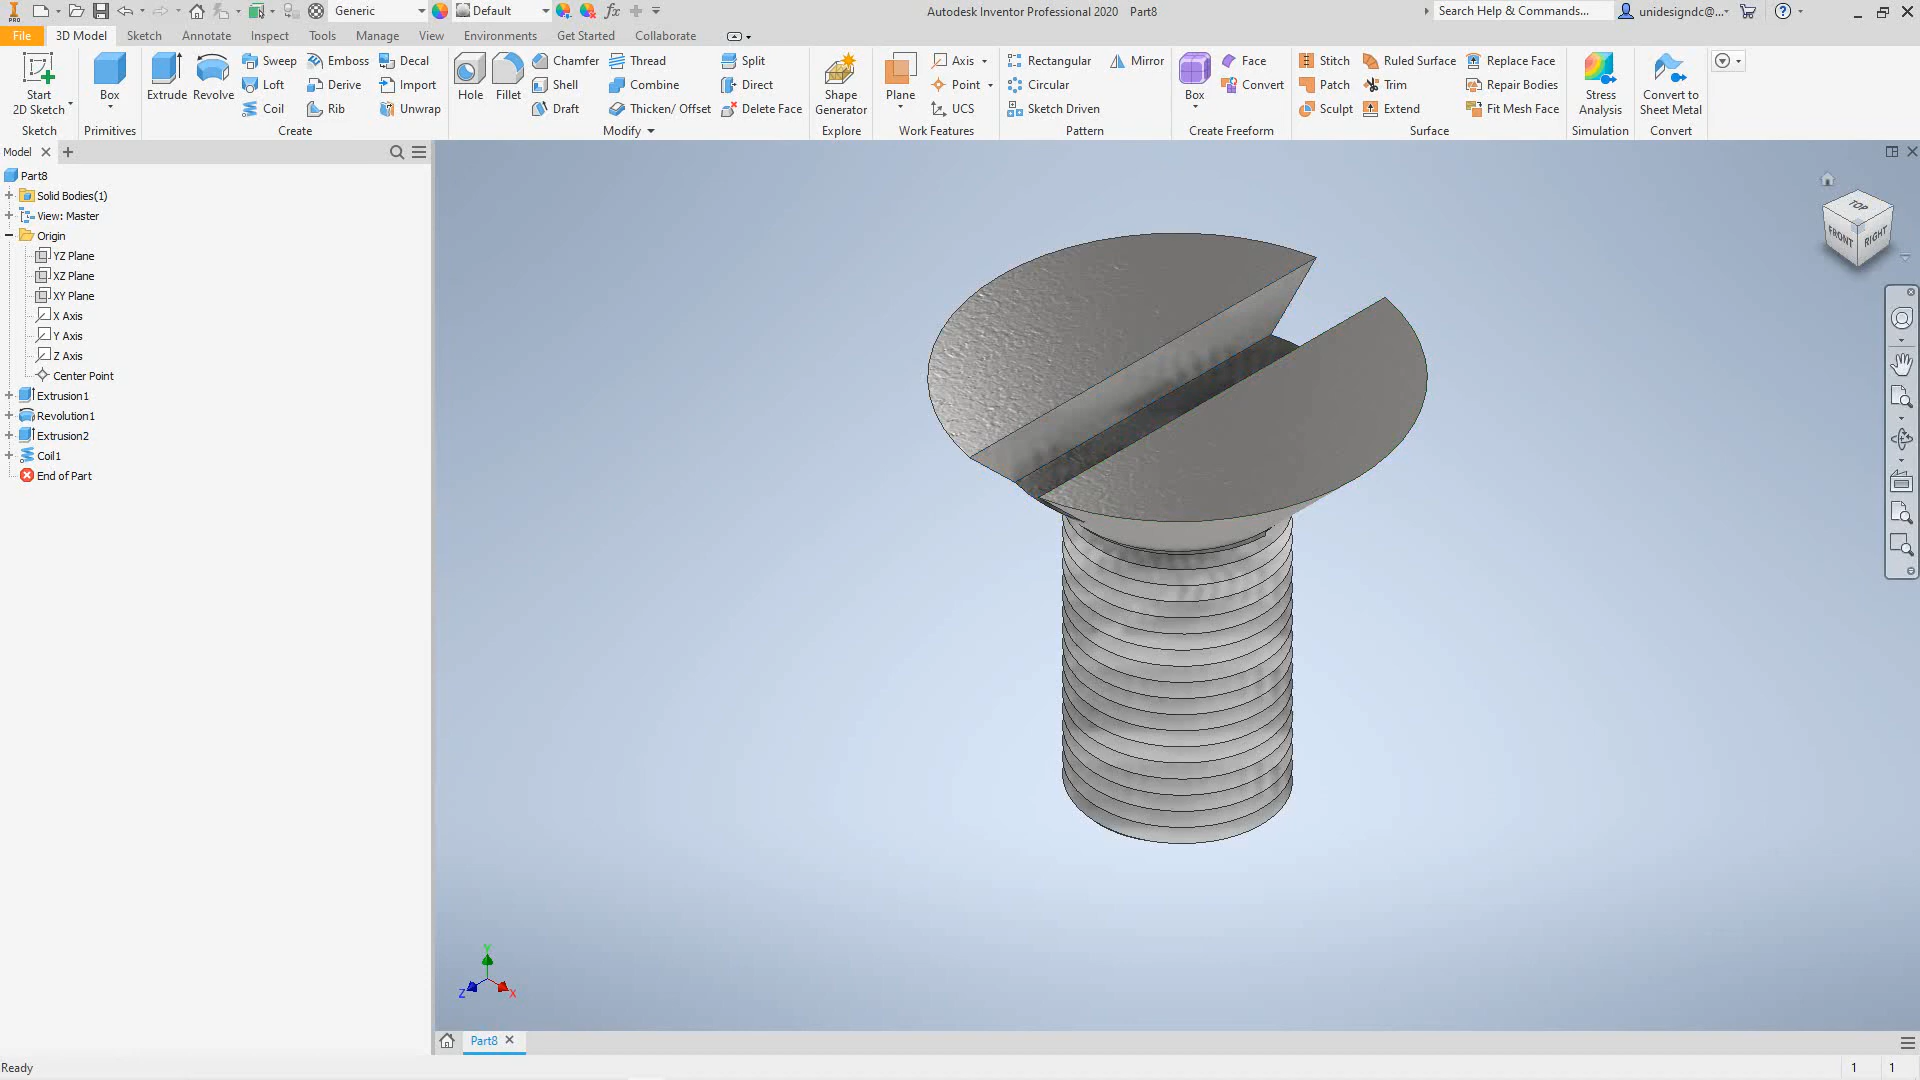 PRO
Generic
Default
fx
Autodesk Inventor Professional 2020 Part8
Search Help & Commands...
unidesigndc@...
File 3D Model Sketch Annotate Inspect Tools Manage View Environments Get Started Collaborate
Start
2D Sketch
Sketch
Box
Primitives
Extrude Revolve
Sweep Emboss Decal
Loft Derive Import
Coil Rib Unwrap
Create
Hole Fillet
Chamfer Thread Split
Shell Combine Direct
Draft Thicken/ Offset Delete Face
Modify
Shape
Generator
Explore
Plane
Axis
Point
UCS
Work Features
Rectangular Mirror
Circular
Sketch Driven
Pattern
Box
Face
Convert
Create Freeform
Stitch Ruled Surface Replace Face
Patch Trim Repair Bodies
Sculpt Extend Fit Mesh Face
Surface
Stress
Analysis
Simulation
Convert to
Sheet Metal
Convert
Model
Part8
Solid Bodies(1)
View: Master
Origin
YZ Plane
XZ Plane
XY Plane
X Axis
Y Axis
Z Axis
Center Point
Extrusion1
Revolution1
Extrusion2
Coil1
End of Part
TOP
FRONT RIGHT
Y
Z X
Part8
Ready
1 1